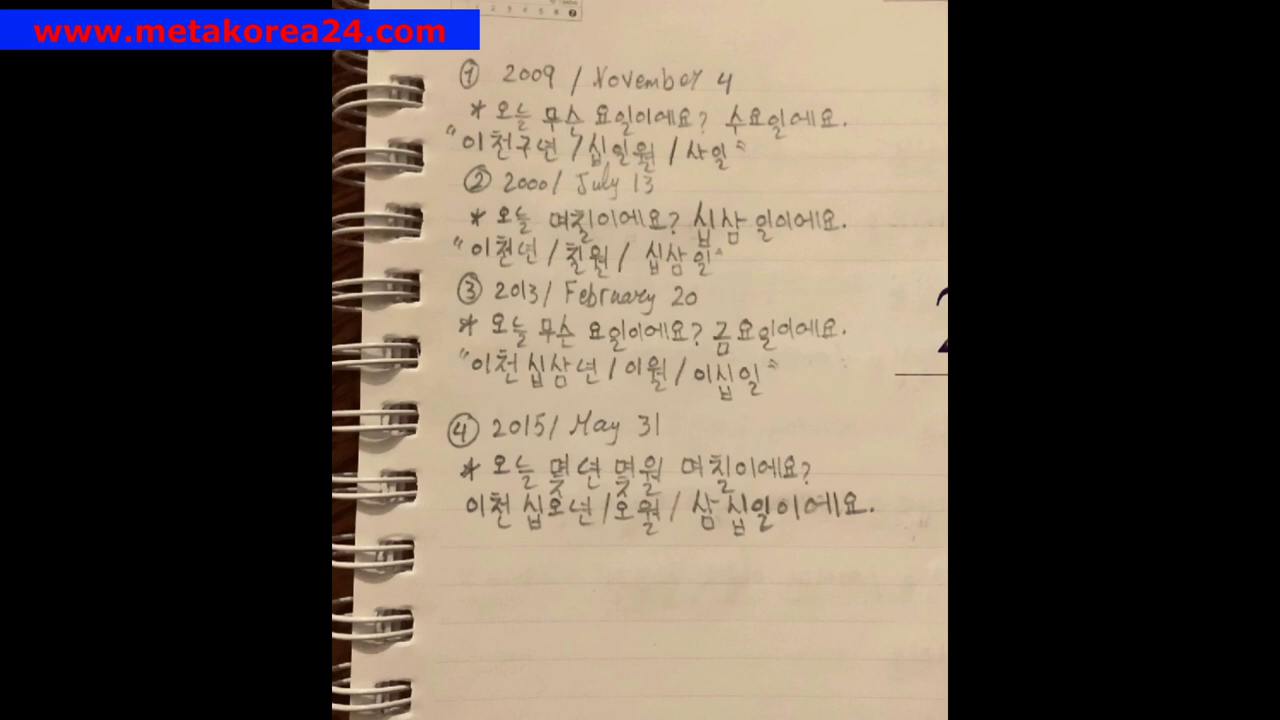 www.metakorea24.com
① 2009 / November 4
* 오늘 무슨 요일이에요? 수요일에요.
"이천구년 / 십일월 / 사일"
② 2000 / July 13
* 오늘 며칠이에요? 십삼 일이에요.
"이천년 / 칠월 / 십삼일"
③ 2013 / February 20
* 오늘 무슨 요일이에요? 금요일이에요.
"이천 십삼년 / 이월 / 이십일"
④ 2015 / May 31
* 오늘 몇년 몇월 며칠이에요?
이천 십오년 / 오월 / 삼십일이에요.